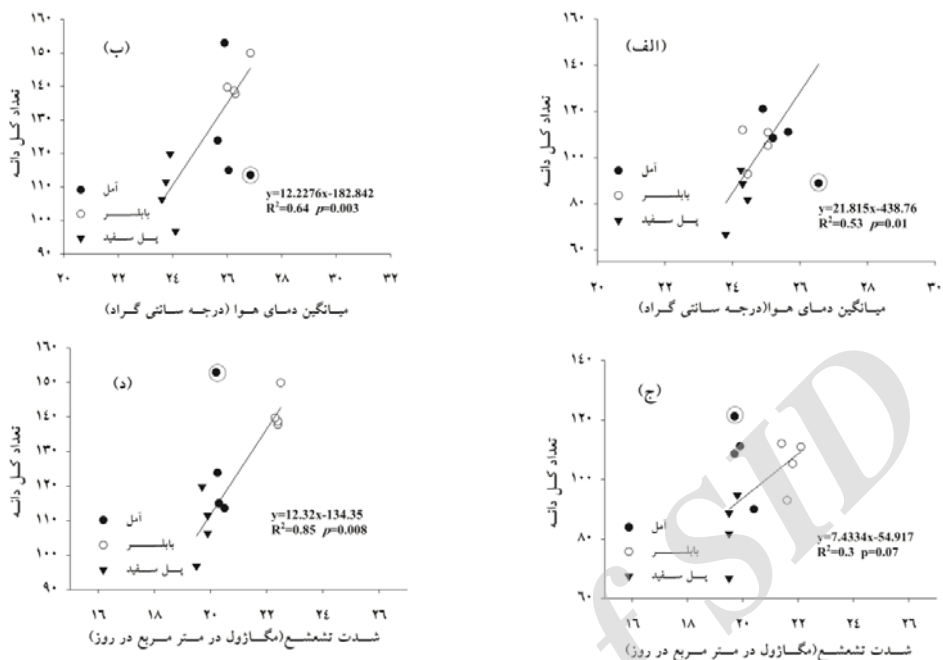 (الف)
تعداد کل دانه
۱۶۰
۱۴۰
۱۲۰
۱۰۰
۸۰
۶۰
آمل
بابلسر
پل سفید
y=21.815x-438.76
R²=0.53 p=0.01
۲۰ ۲۲ ۲۴ ۲۶ ۲۸ ۳۰
میانگین دمای هوا(درجه سانتی گراد)
(ب)
تعداد کل دانه
۱۶۰
۱۵۰
۱۴۰
۱۳۰
۱۲۰
۱۱۰
۱۰۰
۹۰
آمل
بابلسر
پل سفید
y=12.2276x-182.842
R²=0.64 p=0.003
۲۰ ۲۲ ۲۴ ۲۶ ۲۸ ۳۰ ۳۲
میانگین دمای هوا (درجه سانتی گراد)
(ج)
تعداد کل دانه
۱۴۰
۱۲۰
۱۰۰
۸۰
۶۰
آمل
بابلسر
پل سفید
y=7.4334x-54.917
R²=0.3 p=0.07
۱۶ ۱۸ ۲۰ ۲۲ ۲۴ ۲۶
شدت تشعشع(مگاژول در متر مربع در روز)
(د)
تعداد کل دانه
۱۶۰
۱۵۰
۱۴۰
۱۳۰
۱۲۰
۱۱۰
۱۰۰
۹۰
آمل
بابلسر
پل سفید
y=12.32x-134.35
R²=0.85 p=0.008
۱۶ ۱۸ ۲۰ ۲۲ ۲۴ ۲۶
شدت تشعشع(مگاژول در متر مربع در روز)
f SID